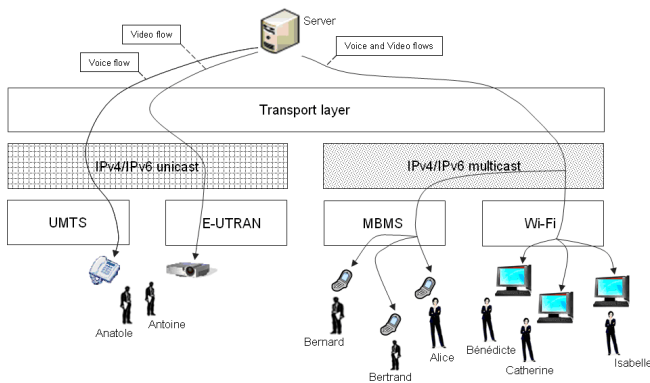 Server
Video flow
Voice and Video flows
Voice flow
Transport layer
IPv4/IPv6 unicast
IPv4/IPv6 multicast
UMTS
E-UTRAN
MBMS
Wi-Fi
Anatole
Antoine
Bernard
Bertrand
Alice
Bénédicte
Catherine
Isabelle